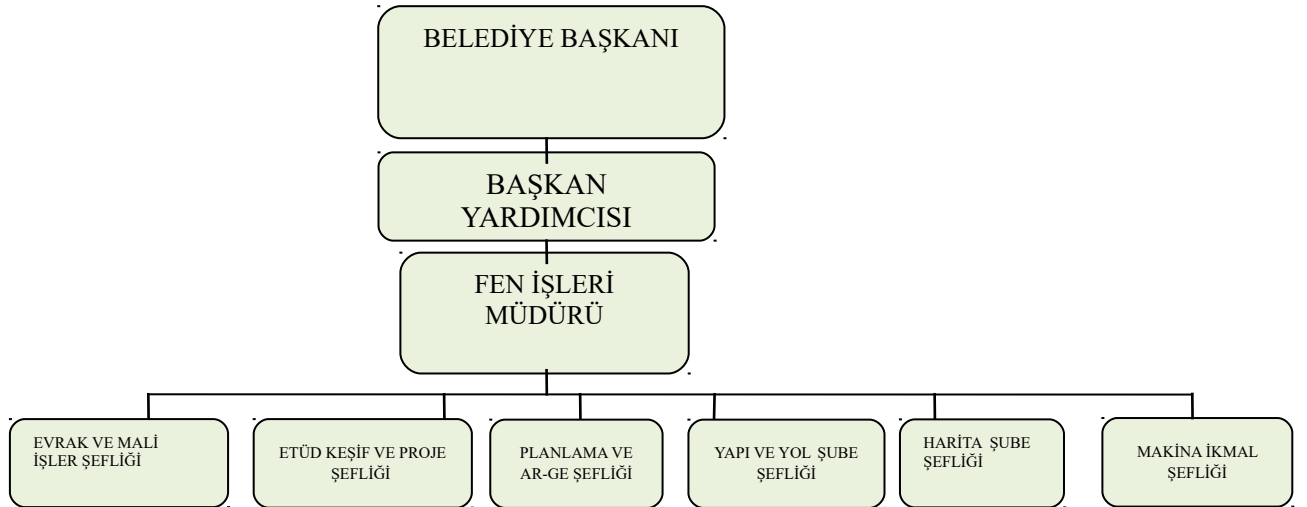 BELEDİYE BAŞKANI
BAŞKAN
YARDIMCISI
FEN İŞLERİ
MÜDÜRÜ
EVRAK VE MALİ
İŞLER ŞEFLİĞİ
ETÜD KEŞİF VE PROJE
ŞEFLİĞİ
PLANLAMA VE
AR-GE ŞEFLİĞİ
YAPI VE YOL ŞUBE
ŞEFLİĞİ
HARİTA ŞUBE
ŞEFLİĞİ
MAKİNA İKMAL
ŞEFLİĞİ